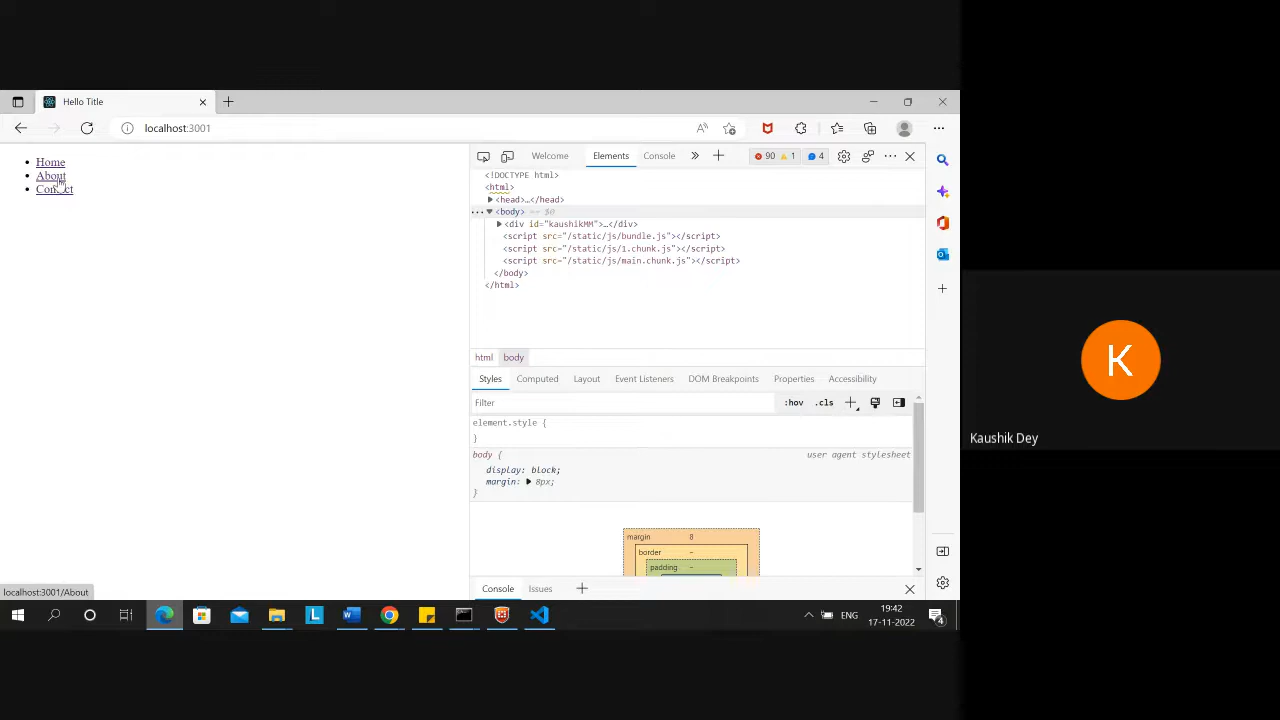 Hello Title
localhost:3001
Home
About
Contact
Welcome
Elements
Console
90
1
4
<!DOCTYPE html>
<html>
<head>…</head>
<body> == $0
<div id="kaushikMM">…</div>
<script src="/static/js/bundle.js"></script>
<script src="/static/js/1.chunk.js"></script>
<script src="/static/js/main.chunk.js"></script>
</body>
</html>
html body
Styles Computed Layout Event Listeners DOM Breakpoints Properties Accessibility
Filter
:hov .cls
element.style {
}
body {
user agent stylesheet
display: block;
margin: 8px;
}
margin 8
border –
padding –
Console Issues
localhost:3001/About
ENG
19:42
17-11-2022
4
K
Kaushik Dey